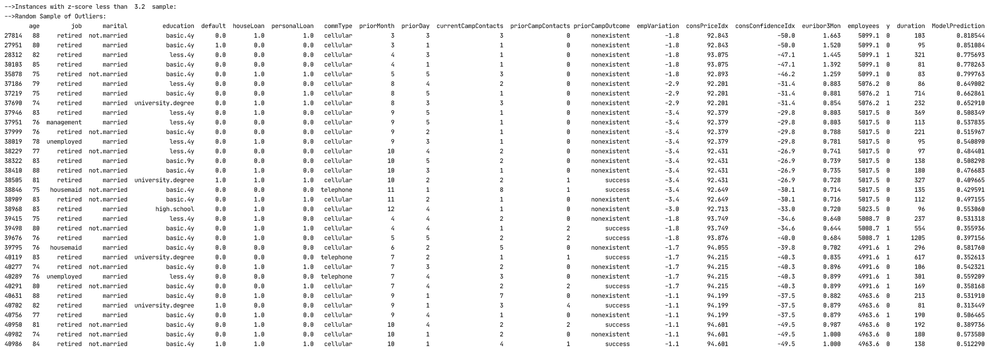 -->Instances with z-score less than  3.2  sample:
-->Random Sample of Outliers:
age job marital education default houseLoan personalLoan commType priorMonth priorDay currentCampContacts priorCampContacts priorCampOutcome empVariation consPriceIdx consConfidenceIdx euribor3Mon employees y duration ModelPrediction
27814 88 retired not.married basic.4y 0.0 1.0 1.0 cellular 3 3 3 0 nonexistent -1.8 92.843 -50.0 1.663 5099.1 0 103 0.818544
27951 80 retired married basic.4y 1.0 0.0 0.0 cellular 3 1 1 0 nonexistent -1.8 92.843 -50.0 1.520 5099.1 0 95 0.851084
28312 82 retired married less.4y 0.0 0.0 0.0 cellular 4 3 1 0 nonexistent -1.8 93.075 -47.1 1.445 5099.1 1 321 0.775693
30103 85 retired married basic.4y 0.0 0.0 0.0 cellular 4 1 1 0 nonexistent -1.8 93.075 -47.1 1.392 5099.1 0 81 0.778263
35878 75 retired not.married basic.4y 0.0 1.0 1.0 cellular 5 5 3 0 nonexistent -1.8 92.893 -46.2 1.259 5099.1 0 83 0.799763
37186 79 retired married less.4y 0.0 0.0 0.0 cellular 8 4 2 0 nonexistent -2.9 92.201 -31.4 0.883 5076.2 0 86 0.649002
37219 75 retired married basic.4y 0.0 0.0 1.0 cellular 8 5 1 0 nonexistent -2.9 92.201 -31.4 0.881 5076.2 1 714 0.662861
37690 74 retired married university.degree 0.0 1.0 1.0 cellular 8 3 3 0 nonexistent -2.9 92.201 -31.4 0.854 5076.2 1 232 0.652910
37946 83 retired married less.4y 0.0 1.0 0.0 cellular 9 5 1 0 nonexistent -3.4 92.379 -29.8 0.803 5017.5 0 369 0.508349
37951 76 management married less.4y 0.0 0.0 0.0 cellular 9 5 1 0 nonexistent -3.4 92.379 -29.8 0.803 5017.5 0 113 0.537835
37999 76 retired not.married basic.4y 0.0 0.0 0.0 cellular 9 2 1 0 nonexistent -3.4 92.379 -29.8 0.788 5017.5 0 221 0.515967
38019 78 unemployed married less.4y 0.0 1.0 0.0 cellular 9 3 1 0 nonexistent -3.4 92.379 -29.8 0.781 5017.5 0 95 0.540890
38229 77 retired not.married less.4y 0.0 0.0 0.0 cellular 10 4 2 0 nonexistent -3.4 92.431 -26.9 0.741 5017.5 0 97 0.484401
38322 83 retired married basic.9y 0.0 0.0 0.0 cellular 10 5 2 0 nonexistent -3.4 92.431 -26.9 0.739 5017.5 0 138 0.508298
38410 88 retired not.married basic.4y 0.0 1.0 0.0 cellular 10 3 1 0 nonexistent -3.4 92.431 -26.9 0.735 5017.5 0 180 0.476683
38505 81 retired married university.degree 1.0 1.0 1.0 cellular 10 2 2 1 success -3.4 92.431 -26.9 0.728 5017.5 0 327 0.409665
38846 75 housemaid not.married basic.4y 0.0 0.0 0.0 telephone 11 1 8 1 success -3.4 92.649 -30.1 0.714 5017.5 0 135 0.429591
38909 83 retired not.married basic.4y 0.0 1.0 1.0 cellular 11 2 1 0 nonexistent -3.4 92.649 -30.1 0.716 5017.5 0 112 0.497155
38968 83 retired married high.school 0.0 1.0 0.0 cellular 12 4 1 0 nonexistent -3.0 92.713 -33.0 0.720 5023.5 0 96 0.553060
39415 75 retired married less.4y 0.0 1.0 0.0 cellular 4 4 2 0 nonexistent -1.8 93.749 -34.6 0.640 5008.7 0 237 0.531318
39498 80 retired not.married basic.4y 0.0 1.0 0.0 cellular 4 4 1 2 success -1.8 93.749 -34.6 0.644 5008.7 1 554 0.355936
39676 76 retired married basic.4y 0.0 1.0 0.0 cellular 5 5 2 2 success -1.8 93.876 -40.0 0.684 5008.7 1 1205 0.397156
39795 76 housemaid married basic.4y 0.0 0.0 0.0 cellular 6 2 5 0 nonexistent -1.7 94.055 -39.8 0.702 4991.6 1 296 0.581760
40119 83 retired married university.degree 0.0 0.0 0.0 telephone 7 2 1 1 success -1.7 94.215 -40.3 0.835 4991.6 1 617 0.352613
40277 74 retired not.married basic.4y 0.0 1.0 1.0 cellular 7 3 2 0 nonexistent -1.7 94.215 -40.3 0.896 4991.6 0 106 0.542321
40289 76 unemployed married less.4y 0.0 0.0 0.0 telephone 7 4 3 0 nonexistent -1.7 94.215 -40.3 0.899 4991.6 1 301 0.559209
40291 80 retired not.married basic.4y 0.0 0.0 1.0 cellular 7 4 2 2 success -1.7 94.215 -40.3 0.899 4991.6 1 169 0.358168
40631 88 retired married basic.4y 0.0 0.0 0.0 cellular 9 1 7 0 nonexistent -1.1 94.199 -37.5 0.882 4963.6 0 213 0.531910
40702 82 retired married university.degree 1.0 0.0 0.0 cellular 9 1 3 4 success -1.1 94.199 -37.5 0.879 4963.6 0 81 0.313449
40756 77 retired married basic.4y 0.0 1.0 0.0 cellular 9 4 1 0 nonexistent -1.1 94.199 -37.5 0.879 4963.6 1 190 0.506465
40950 81 retired not.married basic.4y 0.0 1.0 0.0 cellular 10 4 2 2 success -1.1 94.601 -49.5 0.987 4963.6 0 192 0.389736
40982 74 retired not.married basic.4y 0.0 1.0 0.0 cellular 10 1 2 0 nonexistent -1.1 94.601 -49.5 1.000 4963.6 0 180 0.573580
40986 84 retired not.married basic.4y 1.0 1.0 1.0 cellular 10 1 4 1 success -1.1 94.601 -49.5 1.000 4963.6 0 138 0.512290